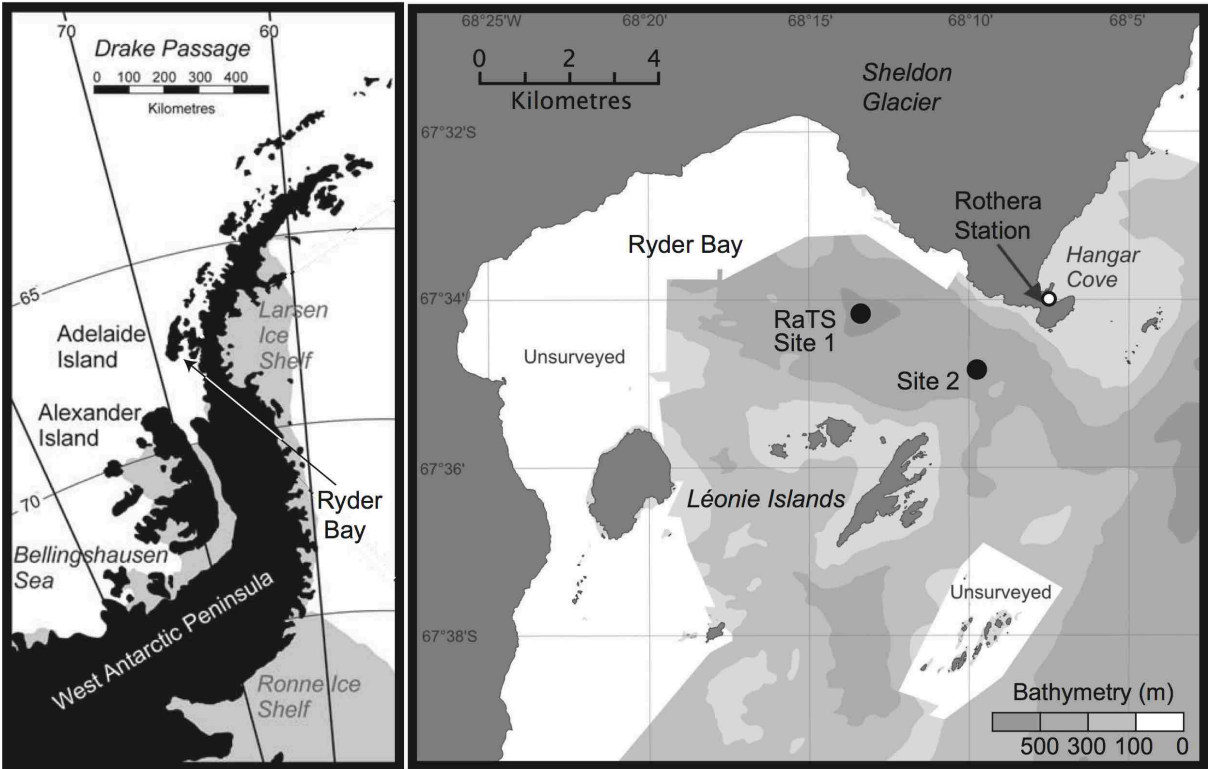 70
60
Drake Passage
0 100 200 300 400
Kilometres
65
Adelaide
Island
Larsen
Ice
Shelf
Alexander
Island
70
Ryder
Bay
Bellingshausen
Sea
West Antarctic Peninsula
Ronne Ice
Shelf
68°25'W 68°20' 68°15' 68°10' 68°5'
0 2 4
Kilometres
Sheldon
Glacier
67°32'S
Rothera
Station
Ryder Bay
Hangar
Cove
67°34'
RaTS
Site 1
Unsurveyed
Site 2
67°36'
Léonie Islands
Unsurveyed
67°38'S
Bathymetry (m)
500 300 100 0